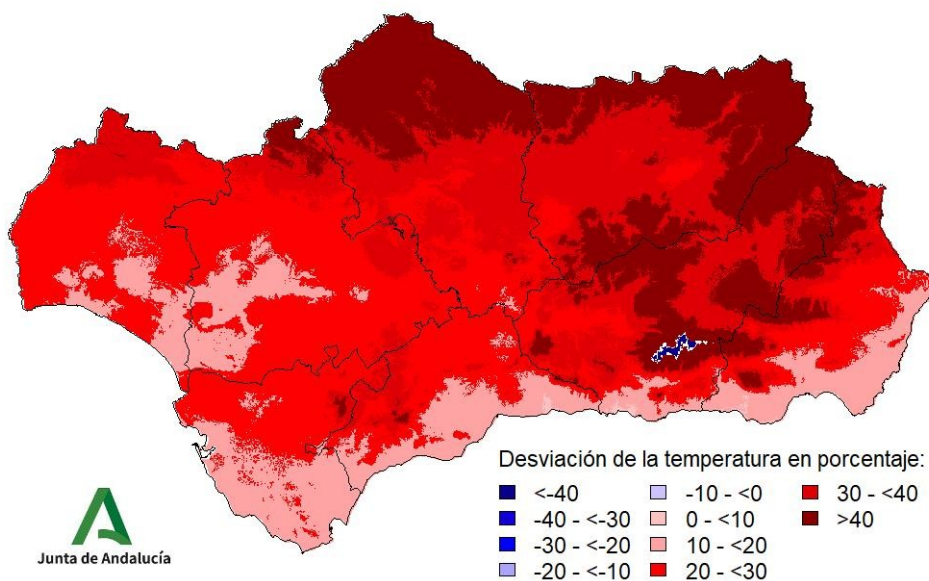 Desviación de la temperatura en porcentaje:
<-40 -10 - <0 30 - <40
-40 - <-30 0 - <10 >40
-30 - <-20 10 - <20
-20 - <-10 20 - <30
Junta de Andalucía